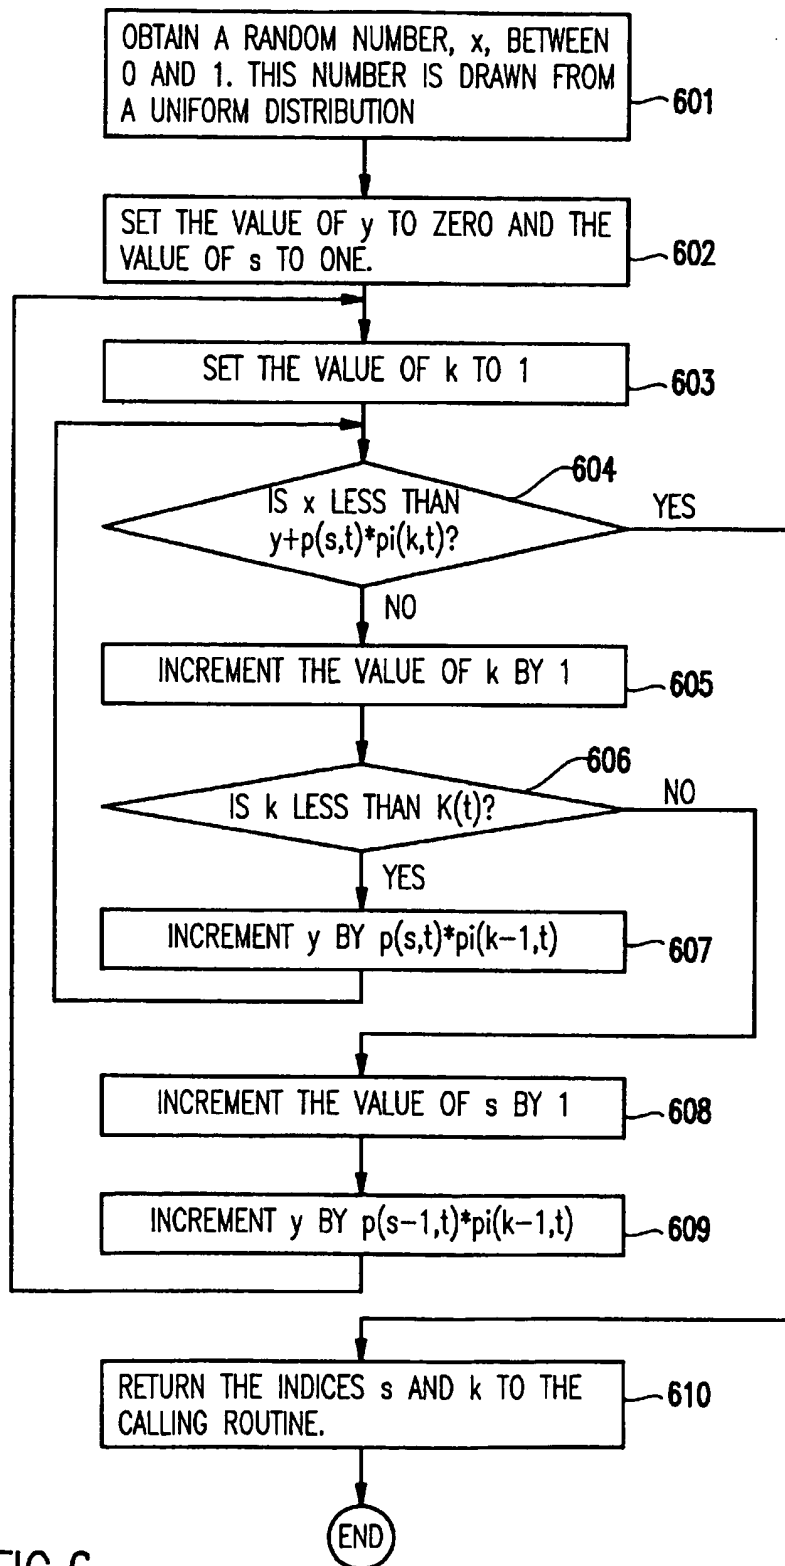 OBTAIN A RANDOM NUMBER, x, BETWEEN
0 AND 1. THIS NUMBER IS DRAWN FROM
A UNIFORM DISTRIBUTION
601
SET THE VALUE OF y TO ZERO AND THE
VALUE OF s TO ONE.
602
SET THE VALUE OF k TO 1
603
604
IS x LESS THAN
y+p(s,t)*pi(k,t)?
YES
NO
INCREMENT THE VALUE OF k BY 1
605
606
IS k LESS THAN K(t)?
NO
YES
INCREMENT y BY p(s,t)*pi(k-1,t)
607
INCREMENT THE VALUE OF s BY 1
608
INCREMENT y BY p(s-1,t)*pi(k-1,t)
609
RETURN THE INDICES s AND k TO THE
CALLING ROUTINE.
610
END
FIG.6